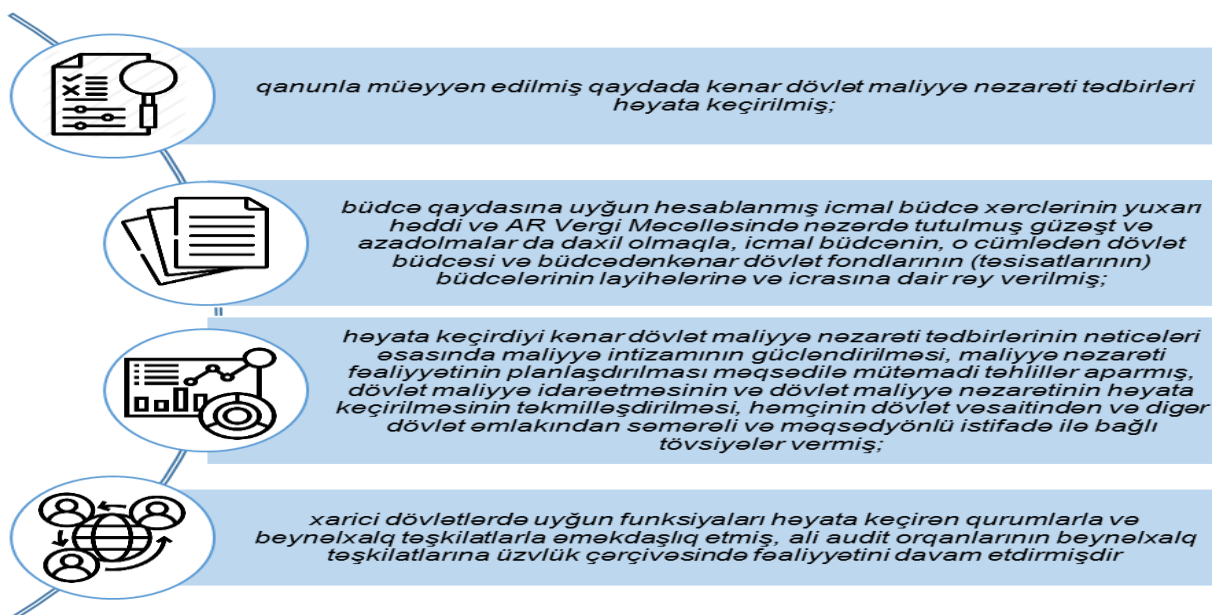 qanunla müəyyən edilmiş qaydada kənar dövlət maliyyə nəzarəti tədbirləri
həyata keçirilmiş;
büdcə qaydasına uyğun hesablanmış icmal büdcə xərclərinin yuxarı
həddi və AR Vergi Məcəlləsində nəzərdə tutulmuş güzəşt və
azadolmalar da daxil olmaqla, icmal büdcənin, o cümlədən dövlət
büdcəsi və büdcədənkənar dövlət fondlarının (təsisatlarının)
büdcələrinin layihələrinə və icrasına dair rəy verilmiş;
həyata keçirdiyi kənar dövlət maliyyə nəzarəti tədbirlərinin nəticələri
əsasında maliyyə intizamının gücləndirilməsi, maliyyə nəzarəti
fəaliyyətinin planlaşdırılması məqsədilə mütəmadi təhlillər aparmış,
dövlət maliyyə idarəetməsinin və dövlət maliyyə nəzarətinin həyata
keçirilməsinin təkmilləşdirilməsi, həmçinin dövlət vəsaitindən və digər
dövlət əmlakından səmərəli və məqsədyönlü istifadə ilə bağlı
tövsiyələr vermiş;
xarici dövlətlərdə uyğun funksiyaları həyata keçirən qurumlarla və
beynəlxalq təşkilatlarla əməkdaşlıq etmiş, ali audit orqanlarının beynəlxalq
təşkilatlarına üzvlük çərçivəsində fəaliyyətini davam etdirmişdir